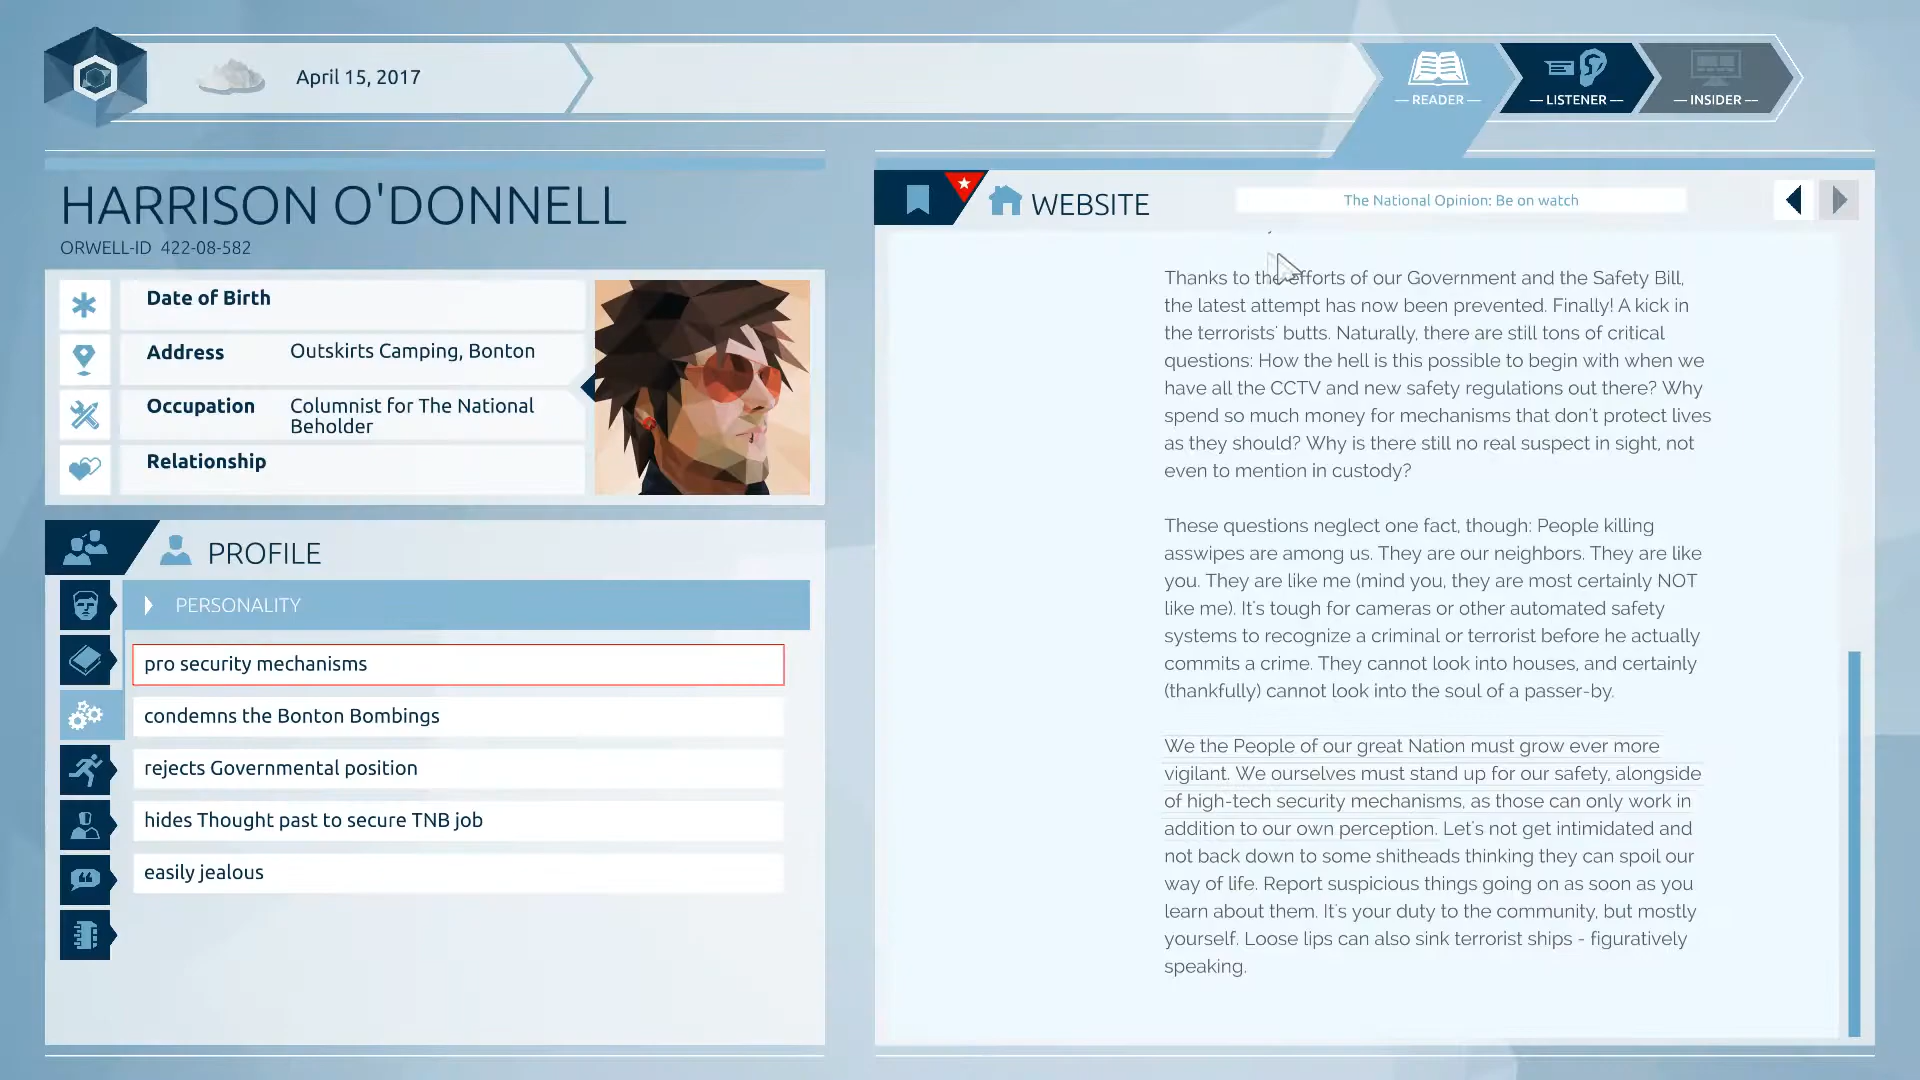 April 15, 2017
READER
LISTENER
INSIDER
HARRISON O'DONNELL
ORWELL-ID 422-08-582
Date of Birth
Address Outskirts Camping, Bonton
Occupation Columnist for The National
Beholder
Relationship
PROFILE
PERSONALITY
pro security mechanisms
condemns the Bonton Bombings
rejects Governmental position
hides Thought past to secure TNB job
easily jealous
WEBSITE
The National Opinion: Be on watch
Thanks to the efforts of our Government and the Safety Bill,
the latest attempt has now been prevented. Finally! A kick in
the terrorists' butts. Naturally, there are still tons of critical
questions: How the hell is this possible to begin with when we
have all the CCTV and new safety regulations out there? Why
spend so much money for mechanisms that don't protect lives
as they should? Why is there still no real suspect in sight, not
even to mention in custody?
These questions neglect one fact, though: People killing
asswipes are among us. They are our neighbors. They are like
you. They are like me (mind you, they are most certainly NOT
like me). It's tough for cameras or other automated safety
systems to recognize a criminal or terrorist before he actually
commits a crime. They cannot look into houses, and certainly
(thankfully) cannot look into the soul of a passer-by.
We the People of our great Nation must grow ever more
vigilant. We ourselves must stand up for our safety, alongside
of high-tech security mechanisms, as those can only work in
addition to our own perception. Let's not get intimidated and
not back down to some shitheads thinking they can spoil our
way of life. Report suspicious things going on as soon as you
learn about them. It's your duty to the community, but mostly
yourself. Loose lips can also sink terrorist ships - figuratively
speaking.